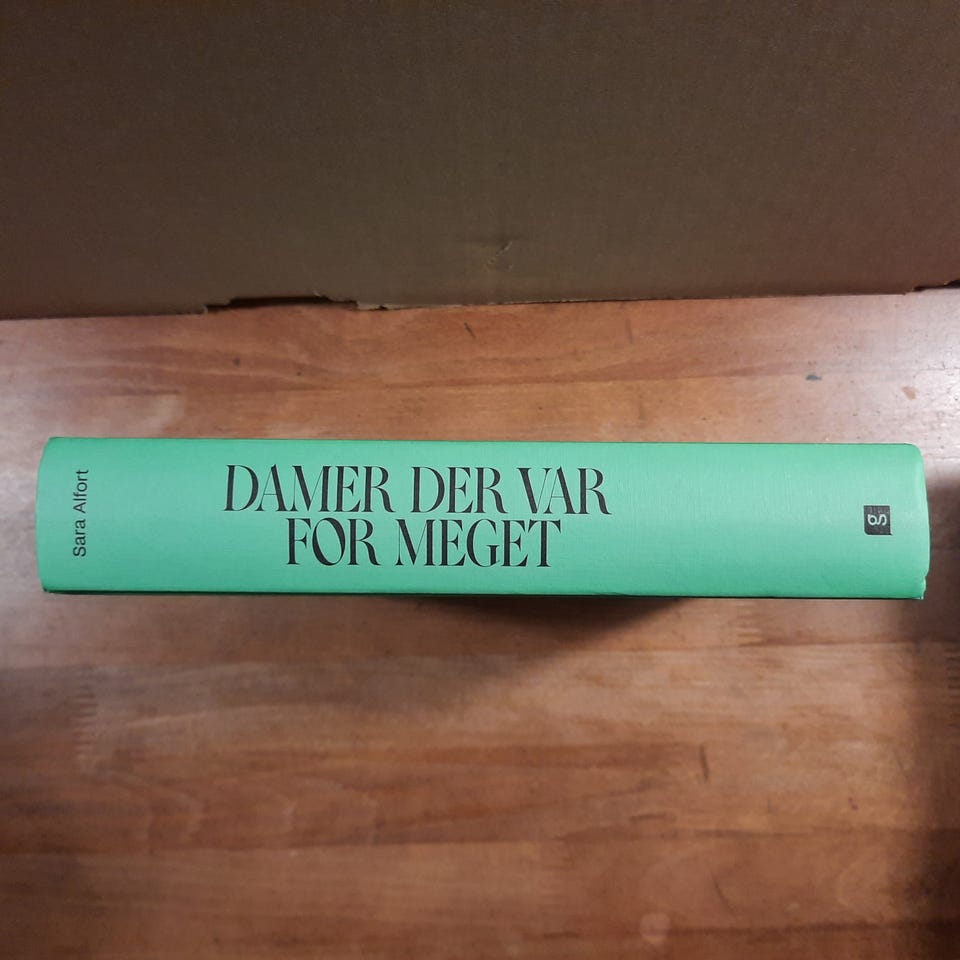 Sara Alfort
DAMER DER VAR
FOR MEGET
g